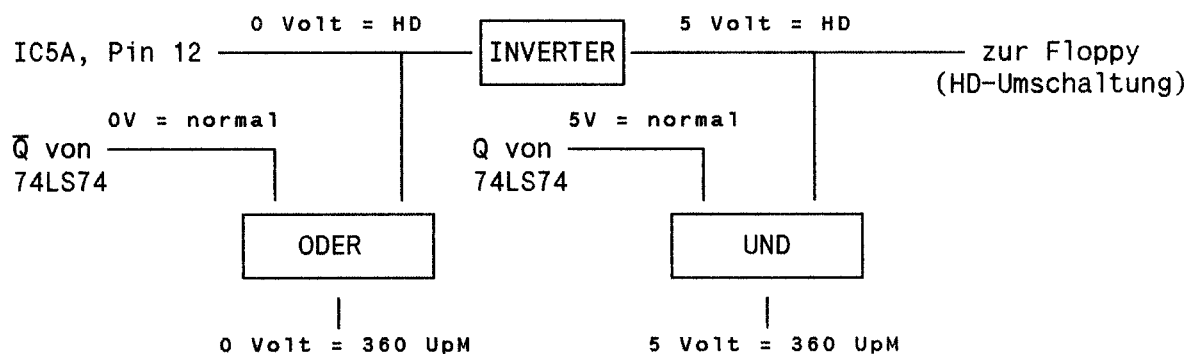 0 Volt = HD
5 Volt = HD
IC5A, Pin 12
INVERTER
zur Floppy
(HD-Umschaltung)
0V = normal
5V = normal
Q̅ von
74LS74
Q von
74LS74
ODER
UND
0 Volt = 360 UpM
5 Volt = 360 UpM